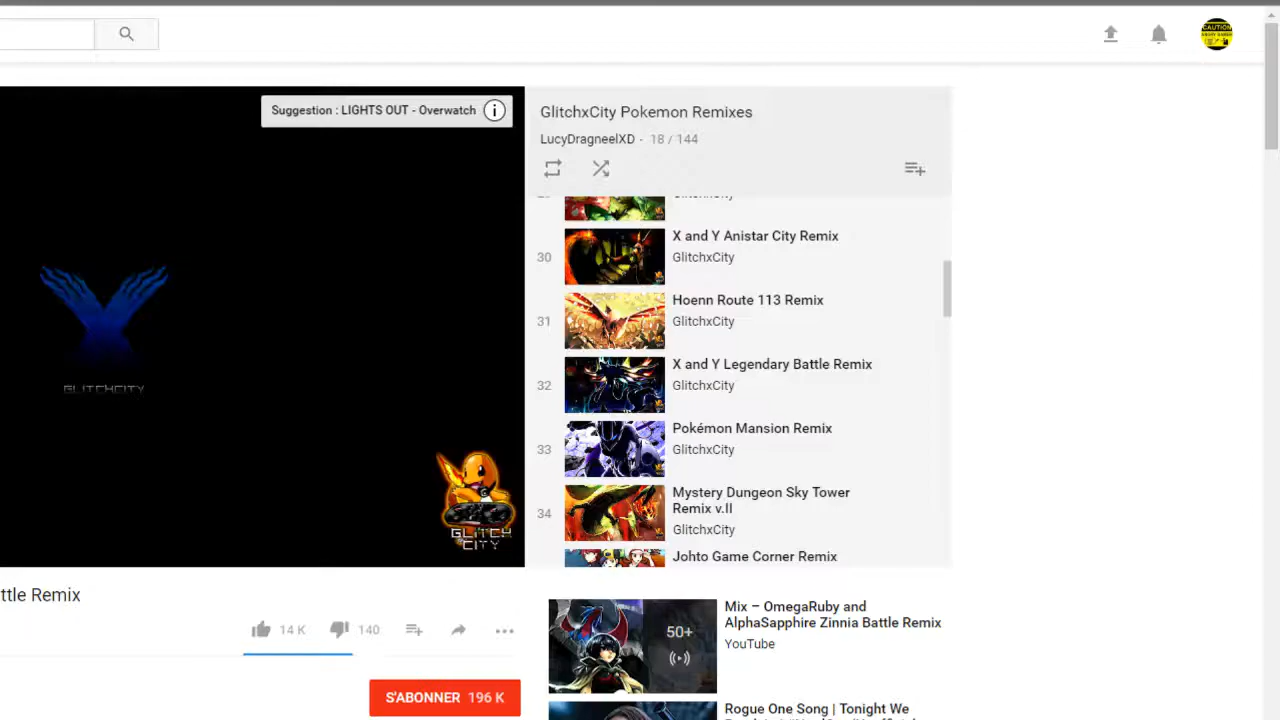 CAUTION
Suggestion : LIGHTS OUT - Overwatch
GlitchxCity Pokemon Remixes
LucyDragneelXD - 18 / 144
GlitchxCity
30
X and Y Anistar City Remix
GlitchxCity
31
Hoenn Route 113 Remix
GlitchxCity
32
X and Y Legendary Battle Remix
GlitchxCity
33
Pokémon Mansion Remix
GlitchxCity
34
Mystery Dungeon Sky Tower
Remix v.II
GlitchxCity
Johto Game Corner Remix
GLITCHCITY
GLITCH
CITY
ttle Remix
14 K
140
S'ABONNER 196 K
50+
Mix – OmegaRuby and
AlphaSapphire Zinnia Battle Remix
YouTube
Rogue One Song | Tonight We